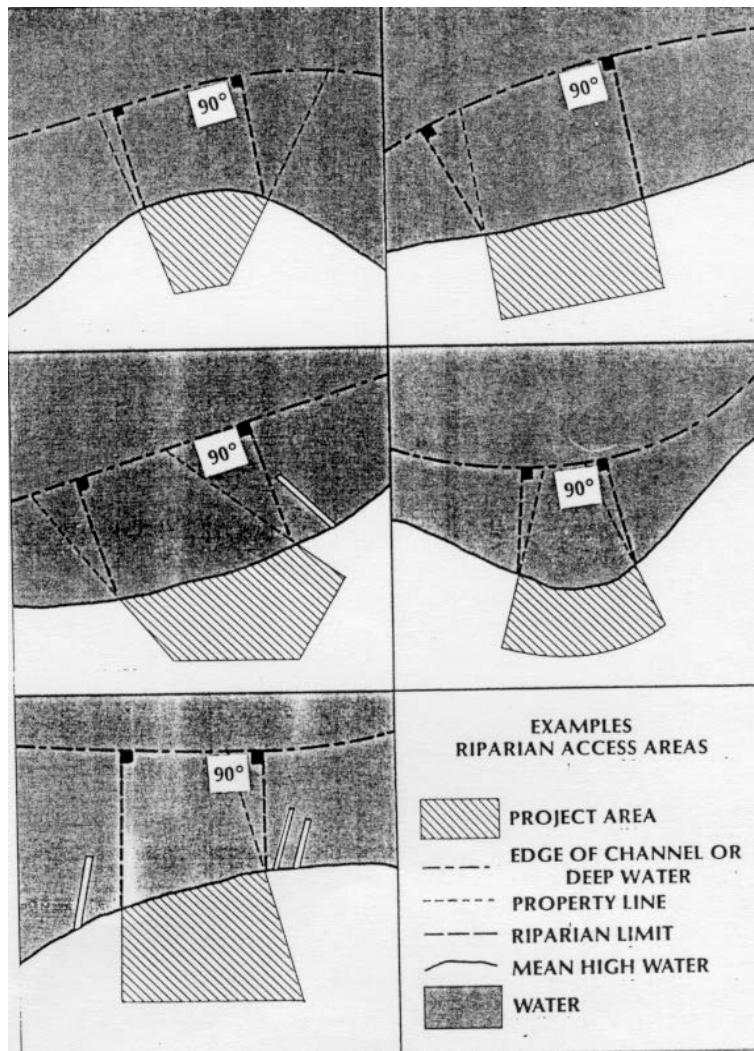 90°
90°
90°
90°
90°
EXAMPLES
RIPARIAN ACCESS AREAS
PROJECT AREA
EDGE OF CHANNEL OR
DEEP WATER
PROPERTY LINE
RIPARIAN LIMIT
MEAN HIGH WATER
WATER